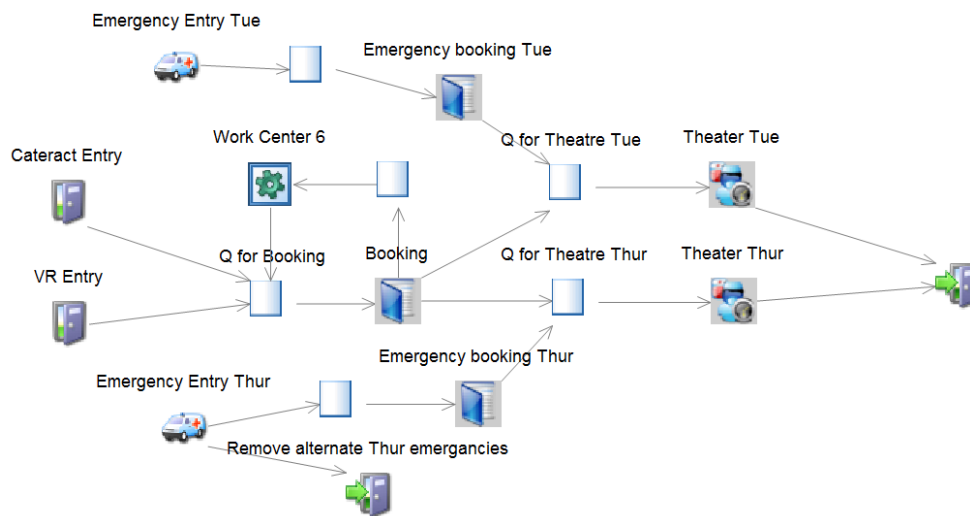 Emergency Entry Tue
Emergency booking Tue
Work Center 6
Q for Theatre Tue
Theater Tue
Cateract Entry
Q for Booking
Booking
Q for Theatre Thur
Theater Thur
VR Entry
Emergency booking Thur
Emergency Entry Thur
Remove alternate Thur emergancies